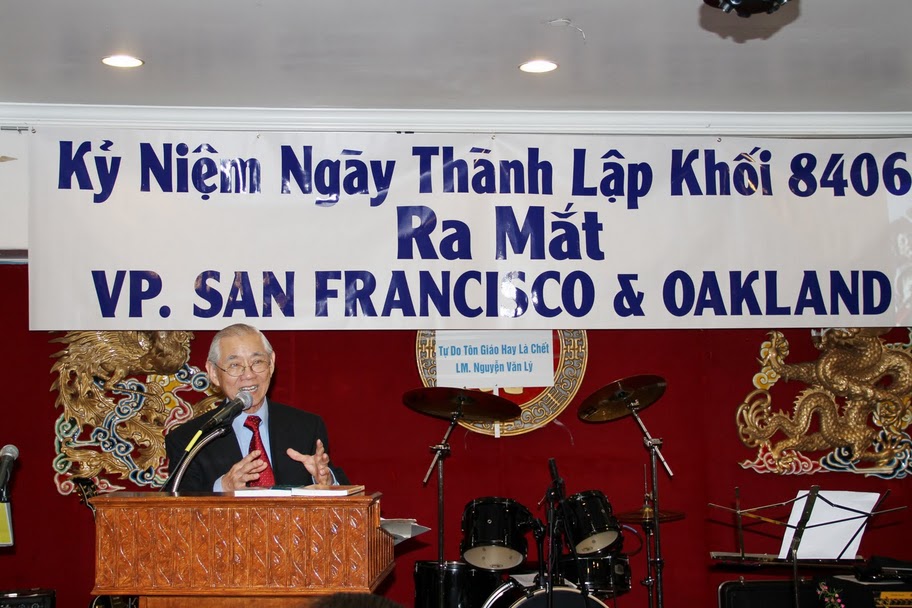 Kỷ Niệm Ngày Thành Lập Khối 8406
Ra Mắt
VP. SAN FRANCISCO & OAKLAND
Tự Do Tôn Giáo Hay Là Chết
LM. Nguyễn Văn Lý